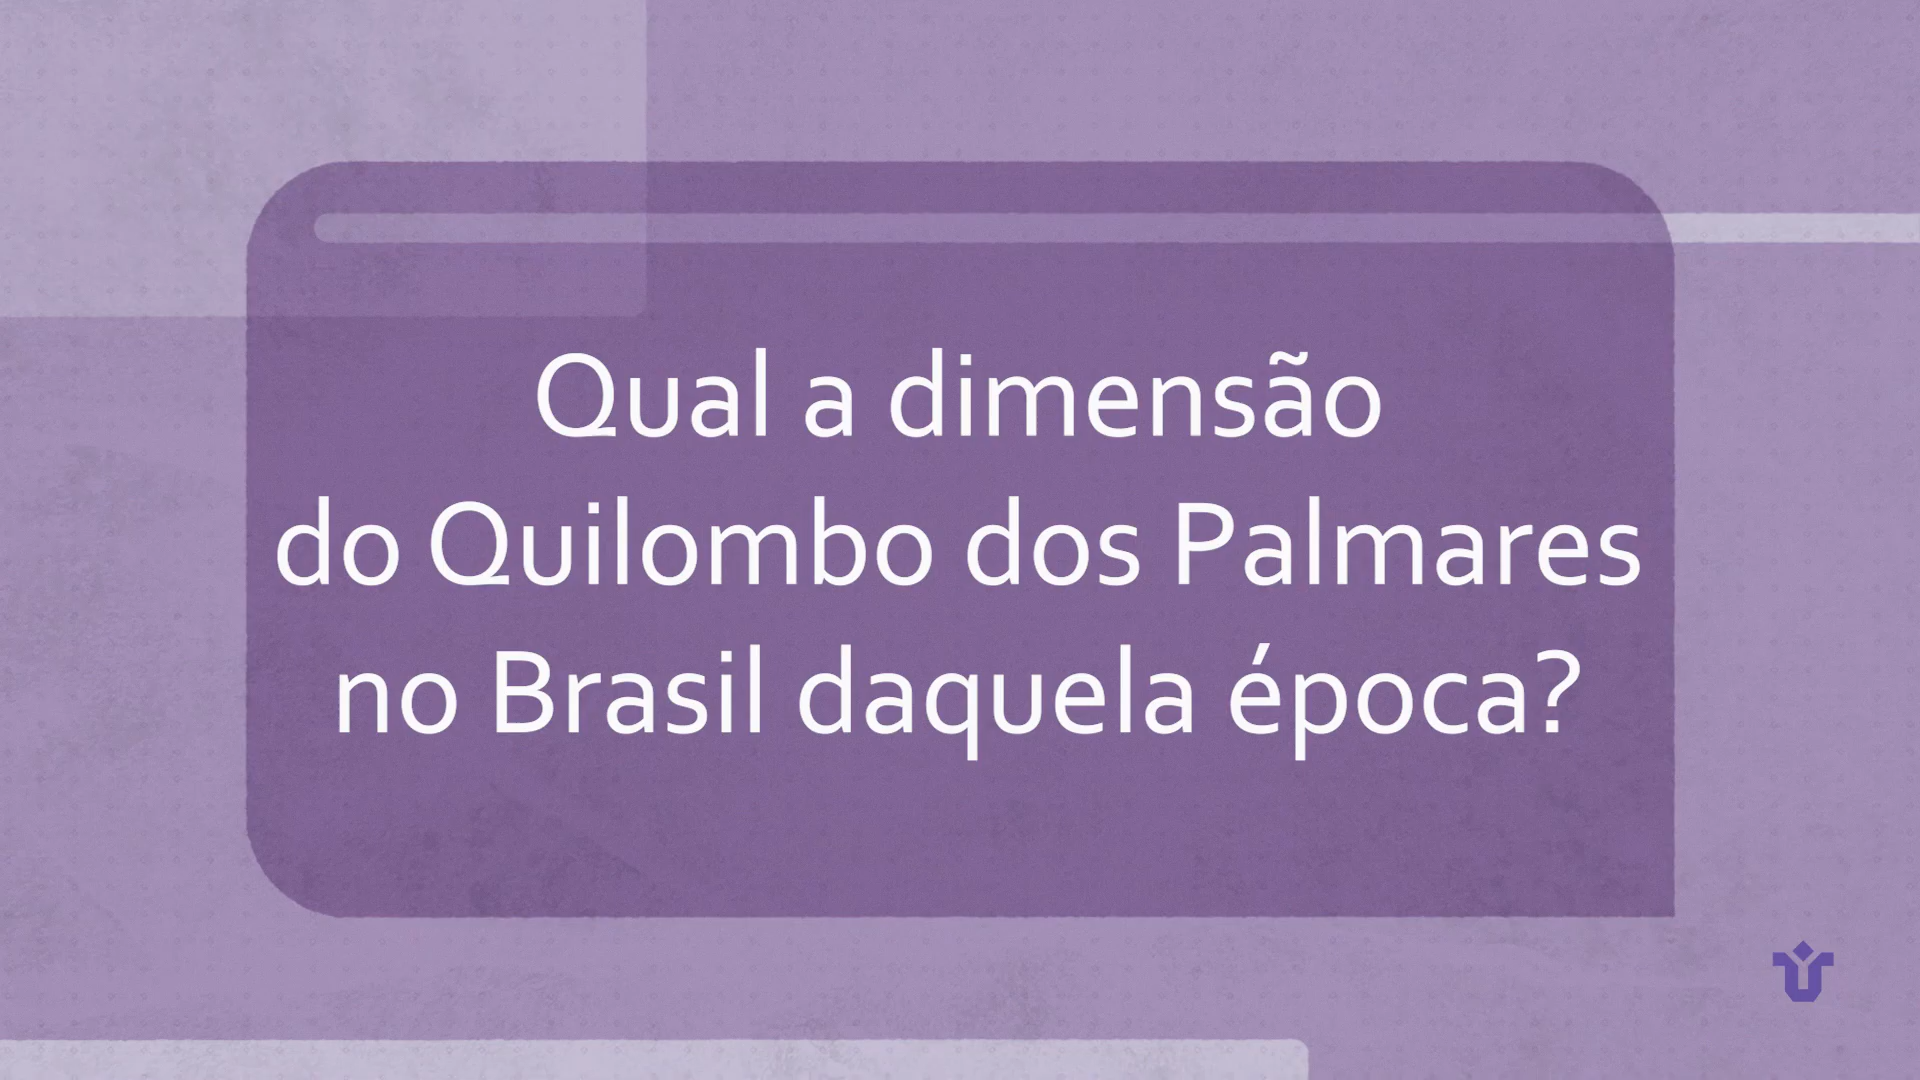 Qual a dimensão
do Quilombo dos Palmares
no Brasil daquela época?